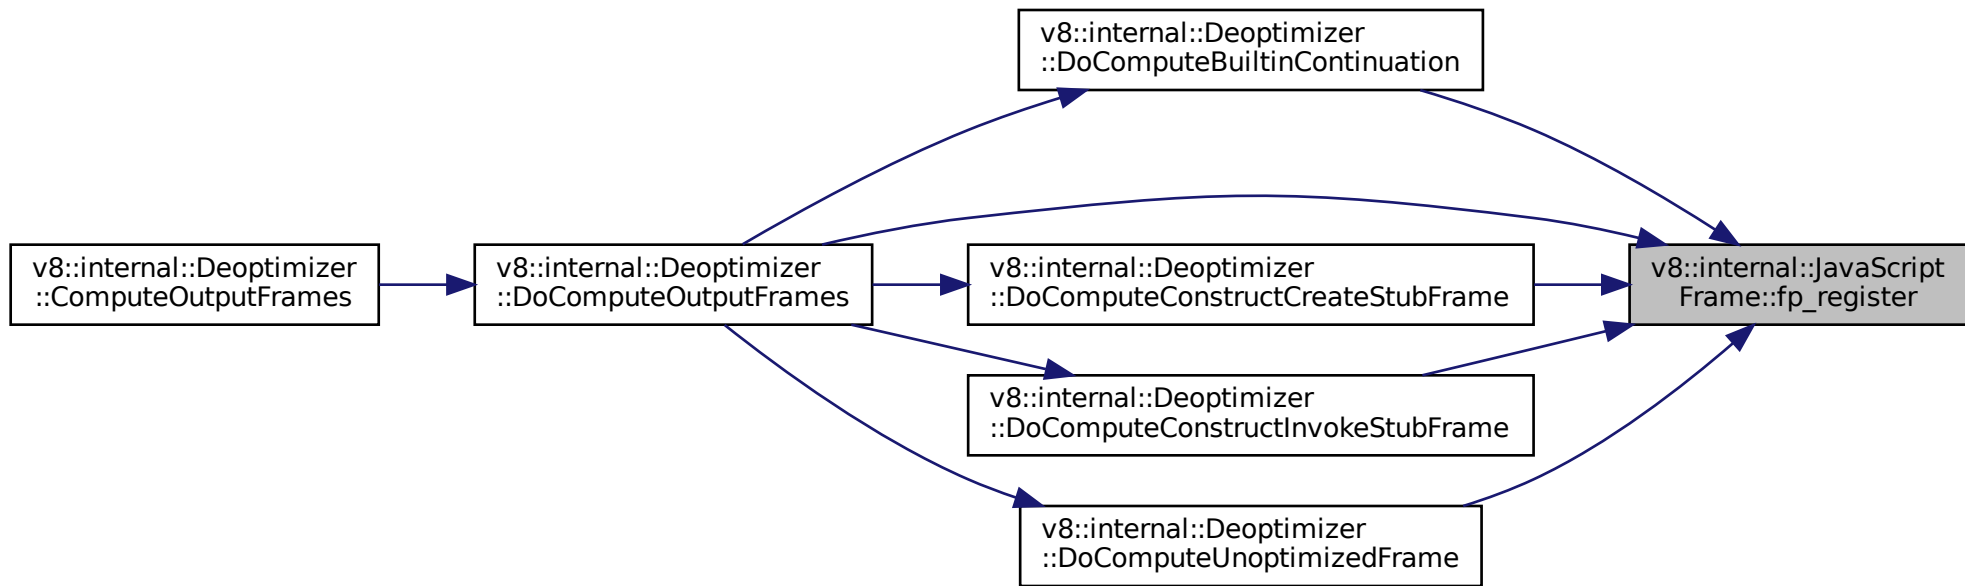 v8::internal::Deoptimizer
::DoComputeBuiltinContinuation
v8::internal::Deoptimizer
::ComputeOutputFrames
v8::internal::Deoptimizer
::DoComputeOutputFrames
v8::internal::Deoptimizer
::DoComputeConstructCreateStubFrame
v8::internal::JavaScript
Frame::fp_register
v8::internal::Deoptimizer
::DoComputeConstructInvokeStubFrame
v8::internal::Deoptimizer
::DoComputeUnoptimizedFrame